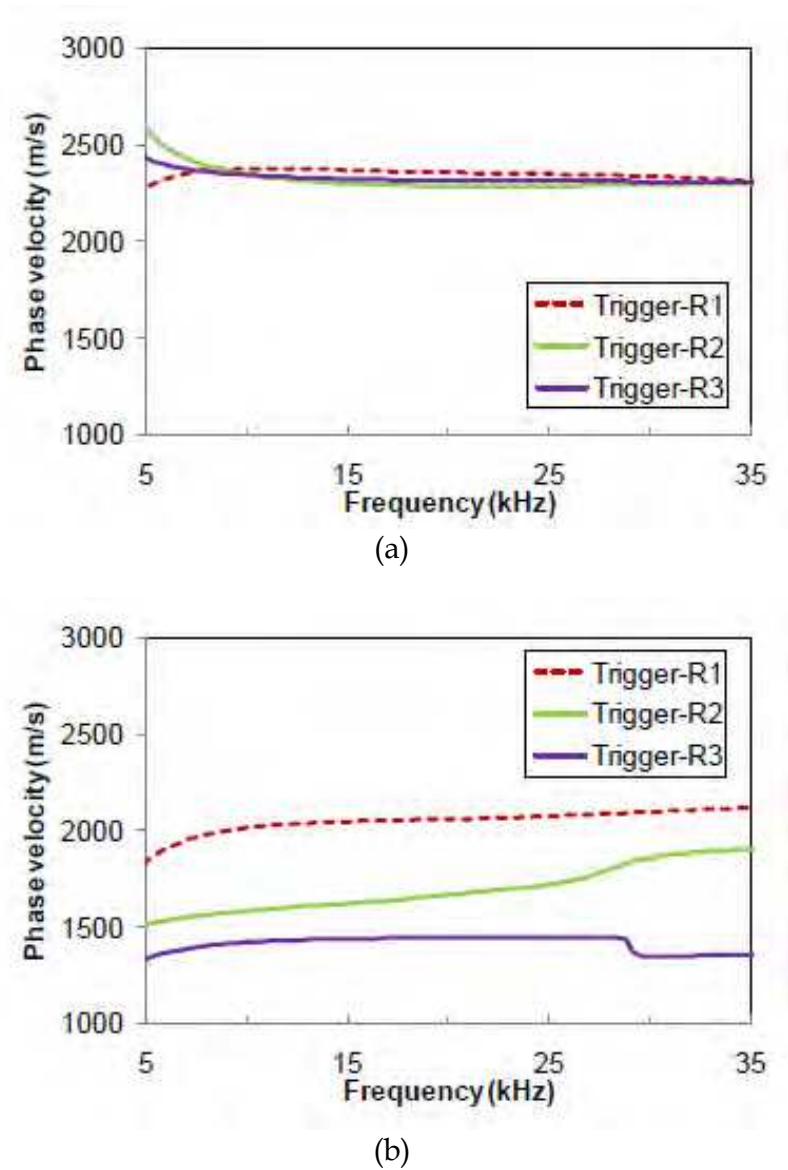 3000
2500
2000
1500
1000
Phase velocity (m/s)
Trigger-R1
Trigger-R2
Trigger-R3
5 15 25 35
Frequency (kHz)
(a)
3000
2500
2000
1500
1000
Phase velocity (m/s)
Trigger-R1
Trigger-R2
Trigger-R3
5 15 25 35
Frequency (kHz)
(b)